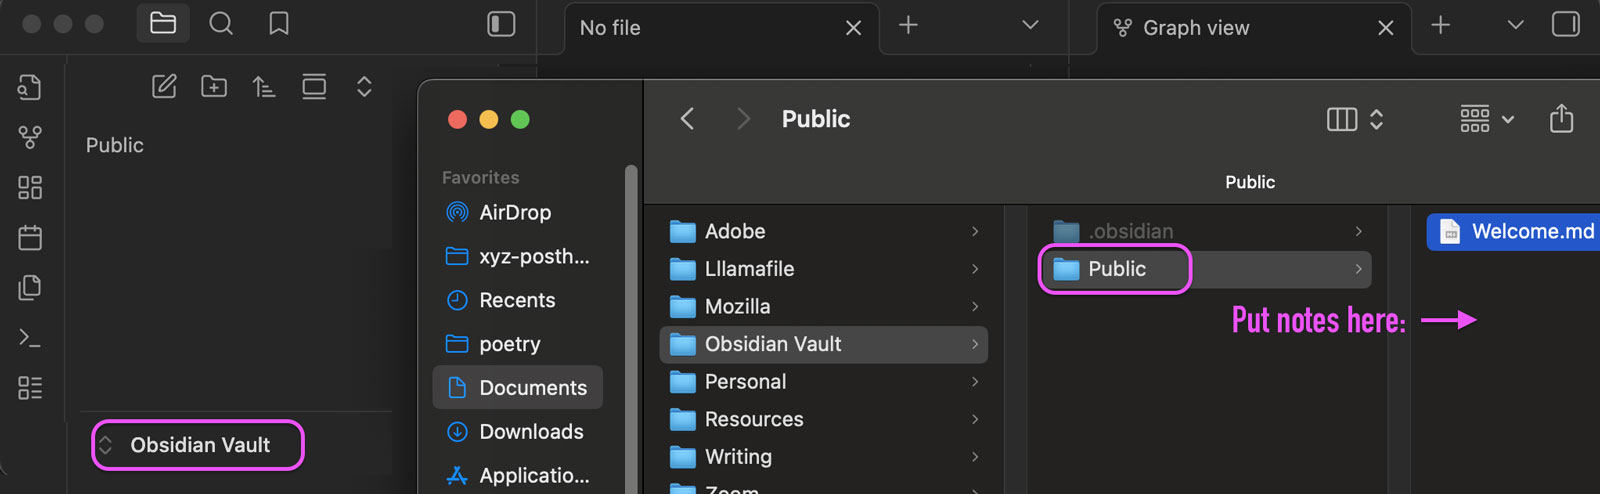 No file
Graph view
Public
Public
Public
Favorites
AirDrop
xyz-posth...
Recents
poetry
Documents
Downloads
Applicatio...
Adobe
Lllamafile
Mozilla
Obsidian Vault
Personal
Resources
Writing
Zoom
.obsidian
Public
Welcome.md
Put notes here:
Obsidian Vault